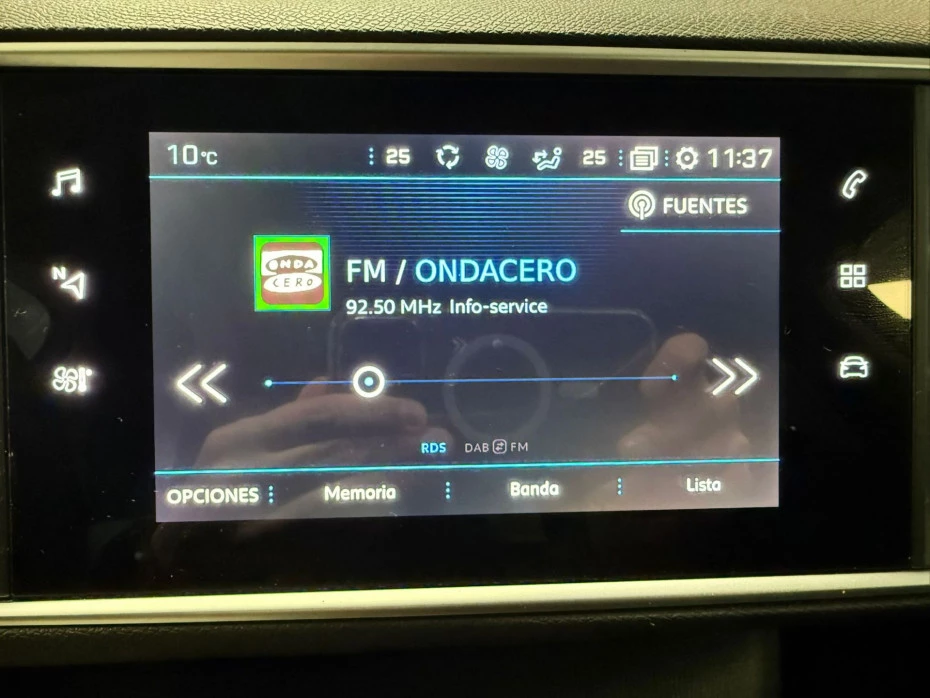 10°C 25 25 11:37
FUENTES
ONDA
CERO
FM / ONDACERO
92.50 MHz Info-service
N
RDS DAB FM
OPCIONES Memoria Banda Lista